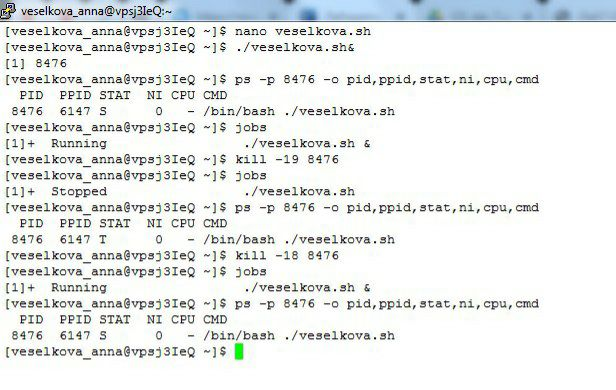 veselkova_anna@vpsj3IeQ:~
[veselkova_anna@vpsj3IeQ ~]$ nano veselkova.sh
[veselkova_anna@vpsj3IeQ ~]$ ./veselkova.sh&
[1] 8476
[veselkova_anna@vpsj3IeQ ~]$ ps -p 8476 -o pid,ppid,stat,ni,cpu,cmd
  PID  PPID STAT  NI CPU CMD
 8476  6147 S      0   - /bin/bash ./veselkova.sh
[veselkova_anna@vpsj3IeQ ~]$ jobs
[1]+  Running                 ./veselkova.sh &
[veselkova_anna@vpsj3IeQ ~]$ kill -19 8476
[veselkova_anna@vpsj3IeQ ~]$ jobs
[1]+  Stopped                 ./veselkova.sh
[veselkova_anna@vpsj3IeQ ~]$ ps -p 8476 -o pid,ppid,stat,ni,cpu,cmd
  PID  PPID STAT  NI CPU CMD
 8476  6147 T      0   - /bin/bash ./veselkova.sh
[veselkova_anna@vpsj3IeQ ~]$ kill -18 8476
[veselkova_anna@vpsj3IeQ ~]$ jobs
[1]+  Running                 ./veselkova.sh &
[veselkova_anna@vpsj3IeQ ~]$ ps -p 8476 -o pid,ppid,stat,ni,cpu,cmd
  PID  PPID STAT  NI CPU CMD
 8476  6147 S      0   - /bin/bash ./veselkova.sh
[veselkova_anna@vpsj3IeQ ~]$